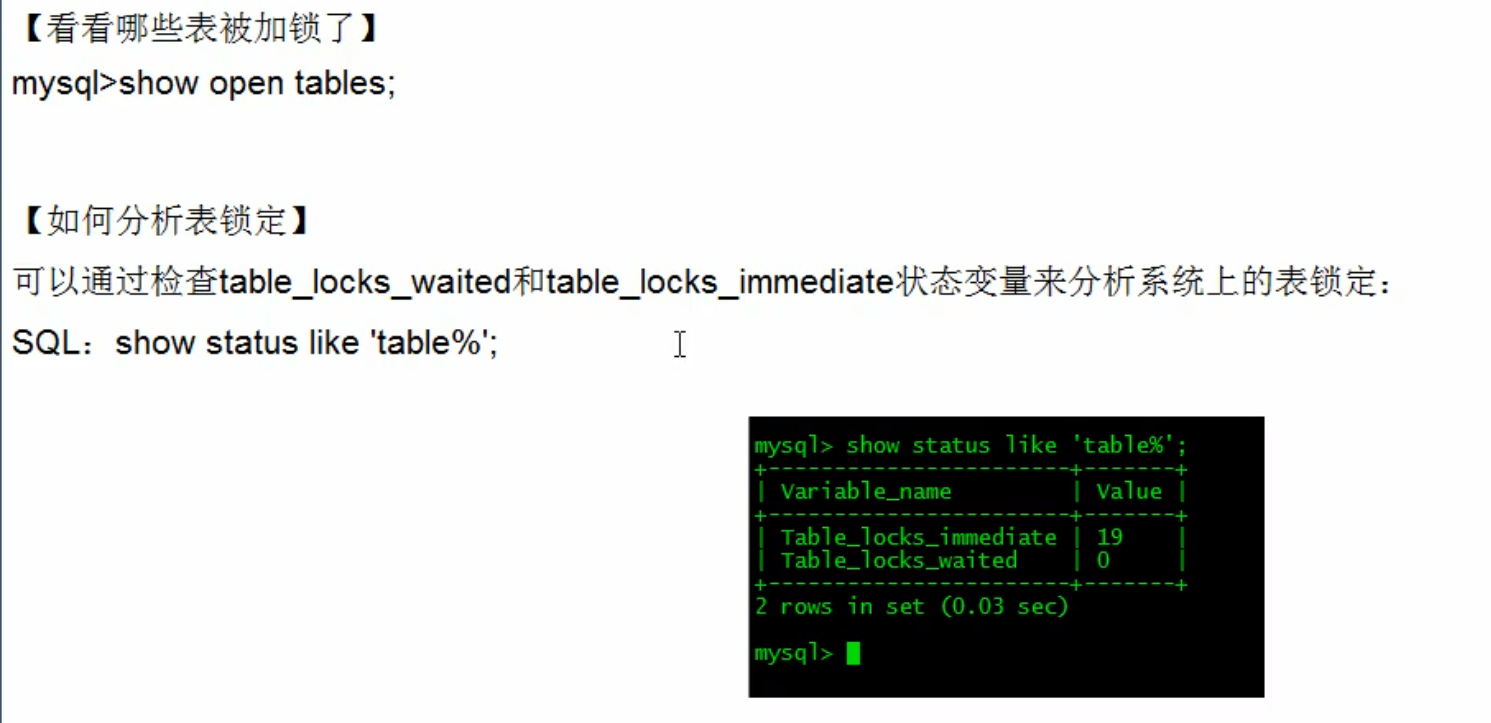 【看看哪些表被加锁了】
mysql>show open tables;
【如何分析表锁定】
可以通过检查table_locks_waited和table_locks_immediate状态变量来分析系统上的表锁定：
SQL：show status like 'table%';
mysql> show status like 'table%';
+-----------------------+-------+
| Variable_name         | Value |
+-----------------------+-------+
| Table_locks_immediate | 19    |
| Table_locks_waited    | 0     |
+-----------------------+-------+
2 rows in set (0.03 sec)
mysql>